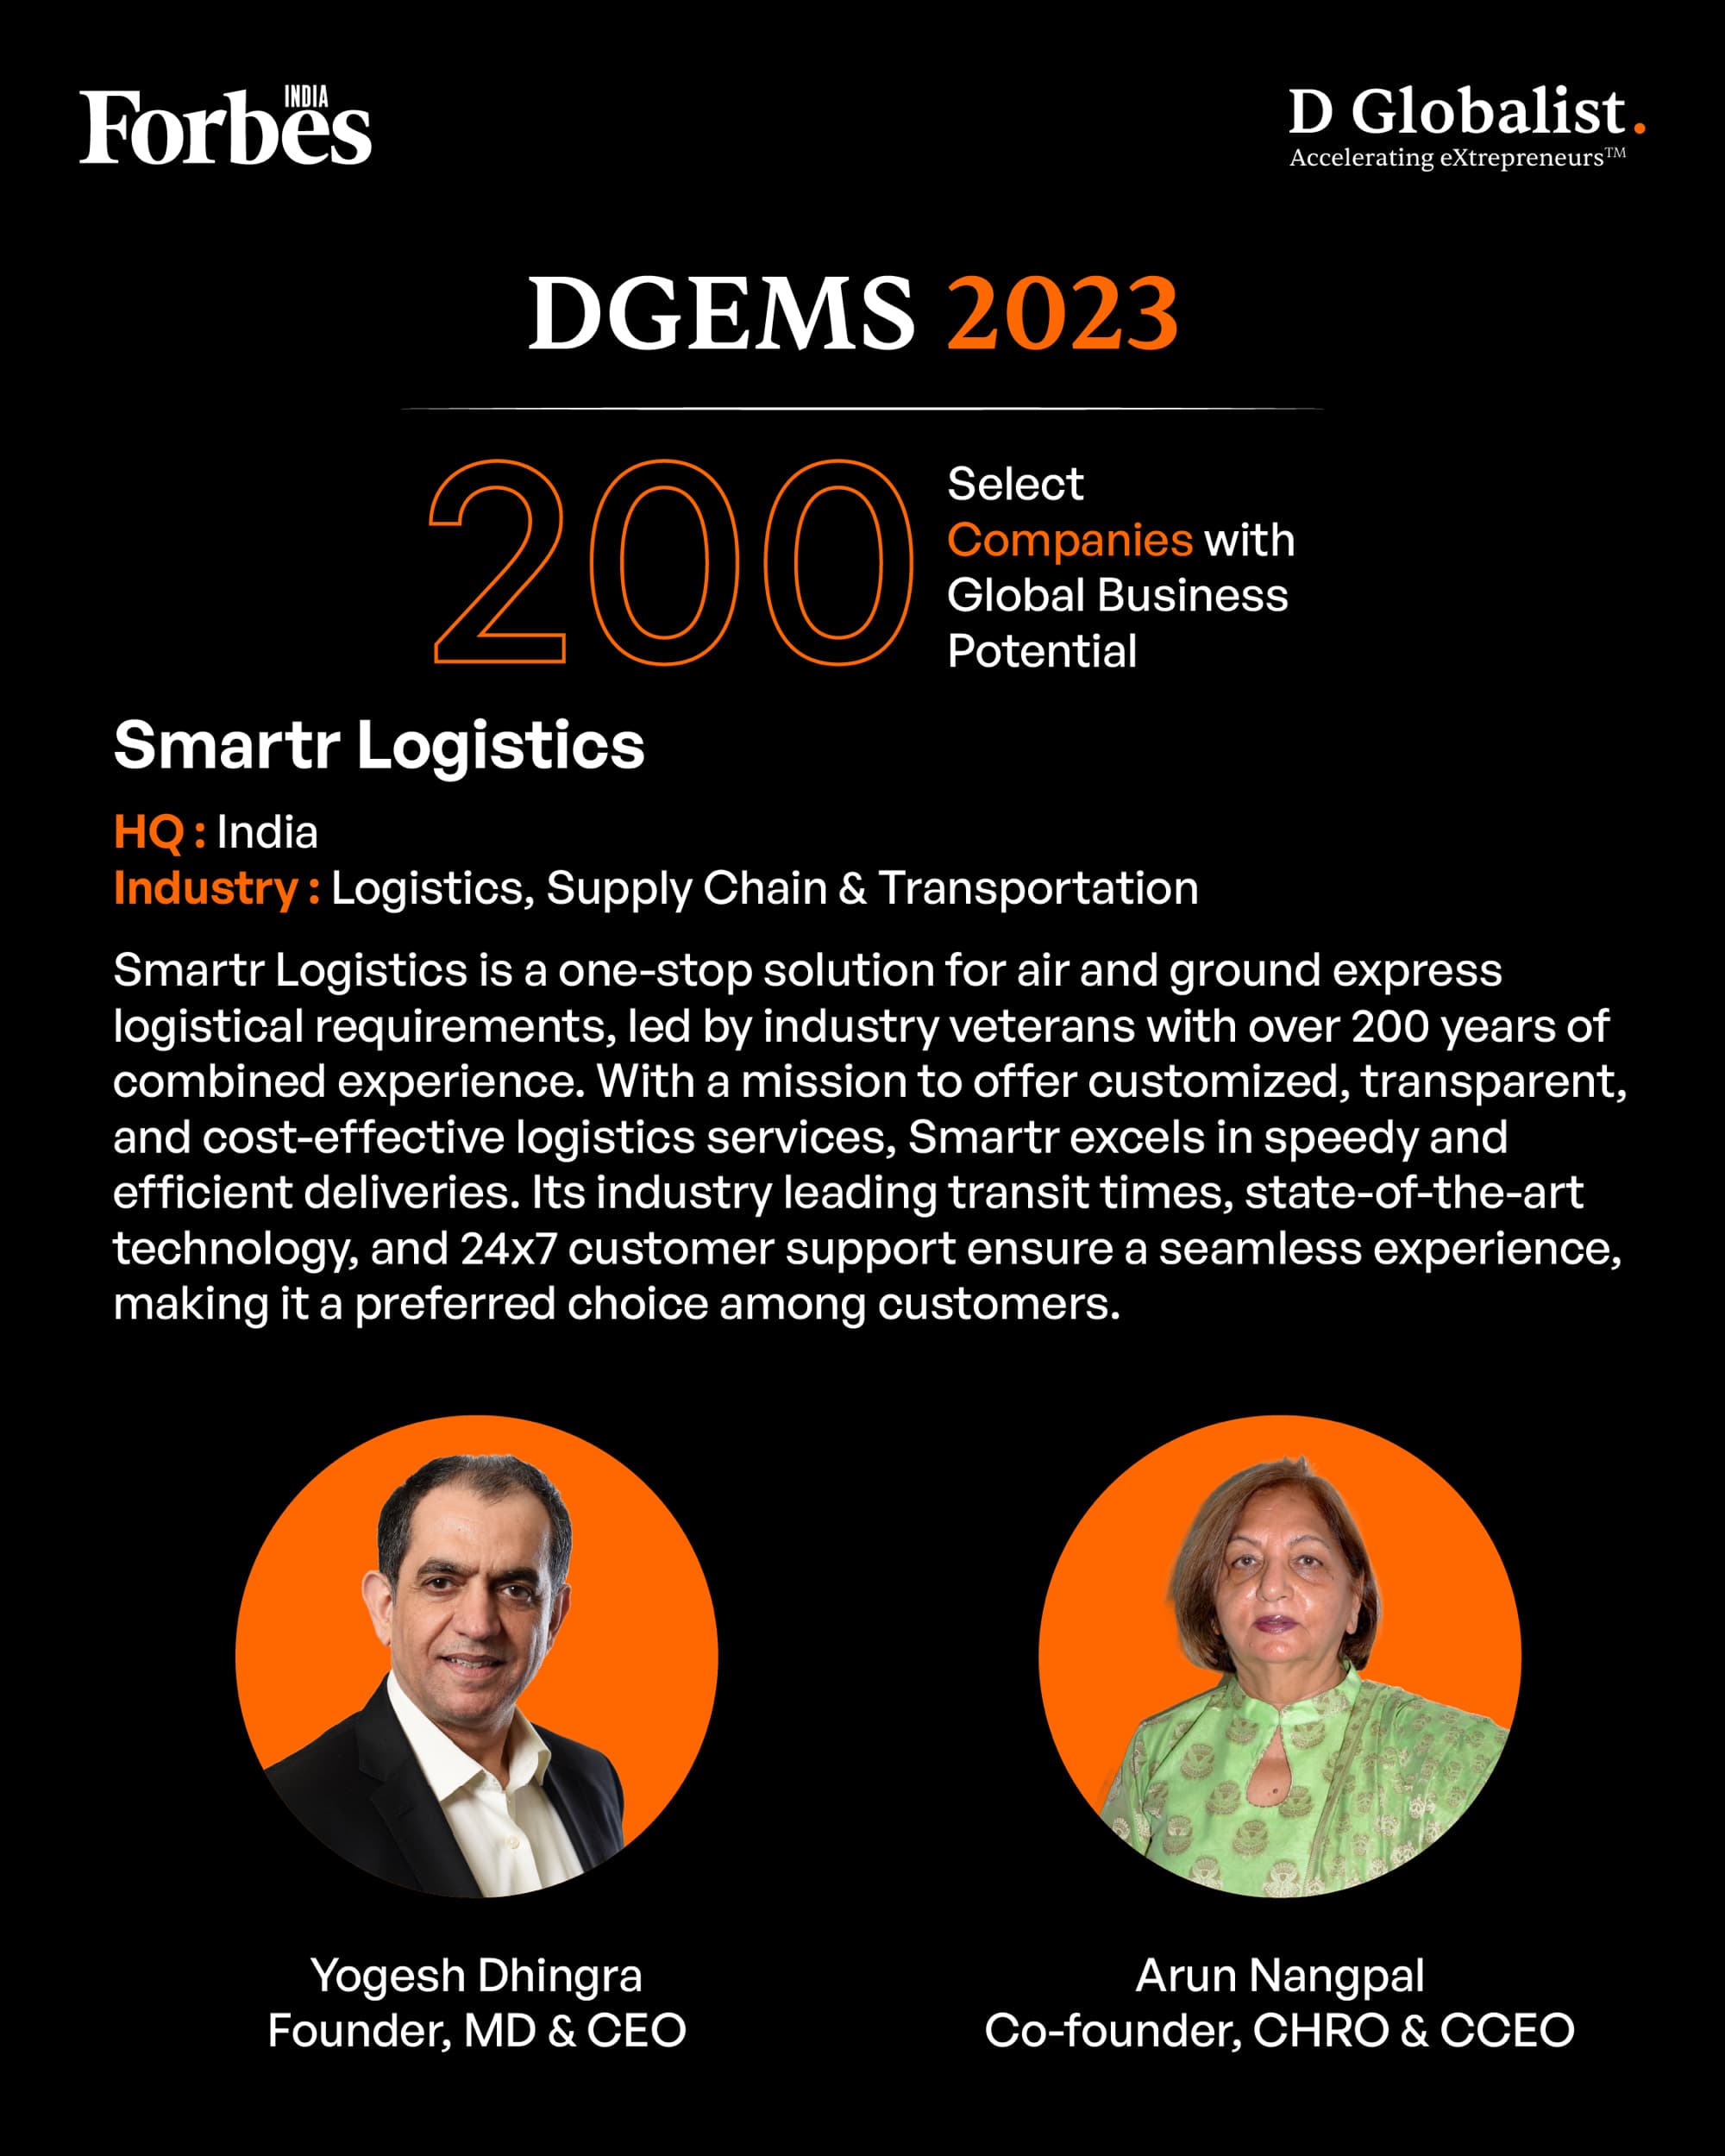 Forbes INDIA
D Globalist.
Accelerating eXtrepreneurs™
DGEMS 2023
200
Select
Companies with
Global Business
Potential
Smartr Logistics
HQ : India
Industry : Logistics, Supply Chain & Transportation
Smartr Logistics is a one-stop solution for air and ground express
logistical requirements, led by industry veterans with over 200 years of
combined experience. With a mission to offer customized, transparent,
and cost-effective logistics services, Smartr excels in speedy and
efficient deliveries. Its industry leading transit times, state-of-the-art
technology, and 24x7 customer support ensure a seamless experience,
making it a preferred choice among customers.
Yogesh Dhingra
Founder, MD & CEO
Arun Nangpal
Co-founder, CHRO & CCEO